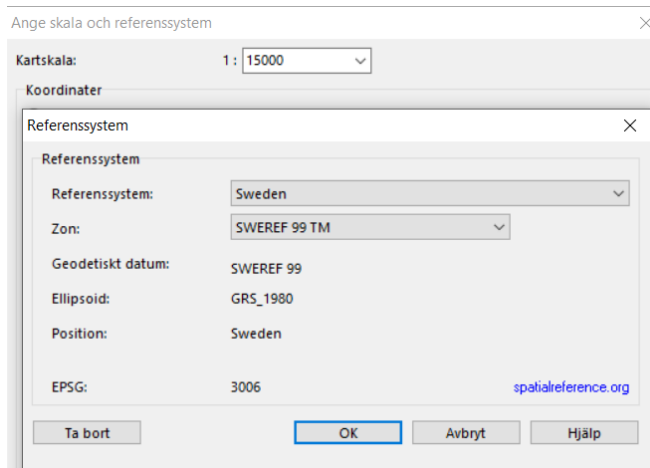 Ange skala och referenssystem
Kartskala: 1 : 15000
Koordinater
Referenssystem
Referenssystem
Referenssystem: Sweden
Zon: SWEREF 99 TM
Geodetiskt datum: SWEREF 99
Ellipsoid: GRS_1980
Position: Sweden
EPSG: 3006 spatialreference.org
Ta bort OK Avbryt Hjälp